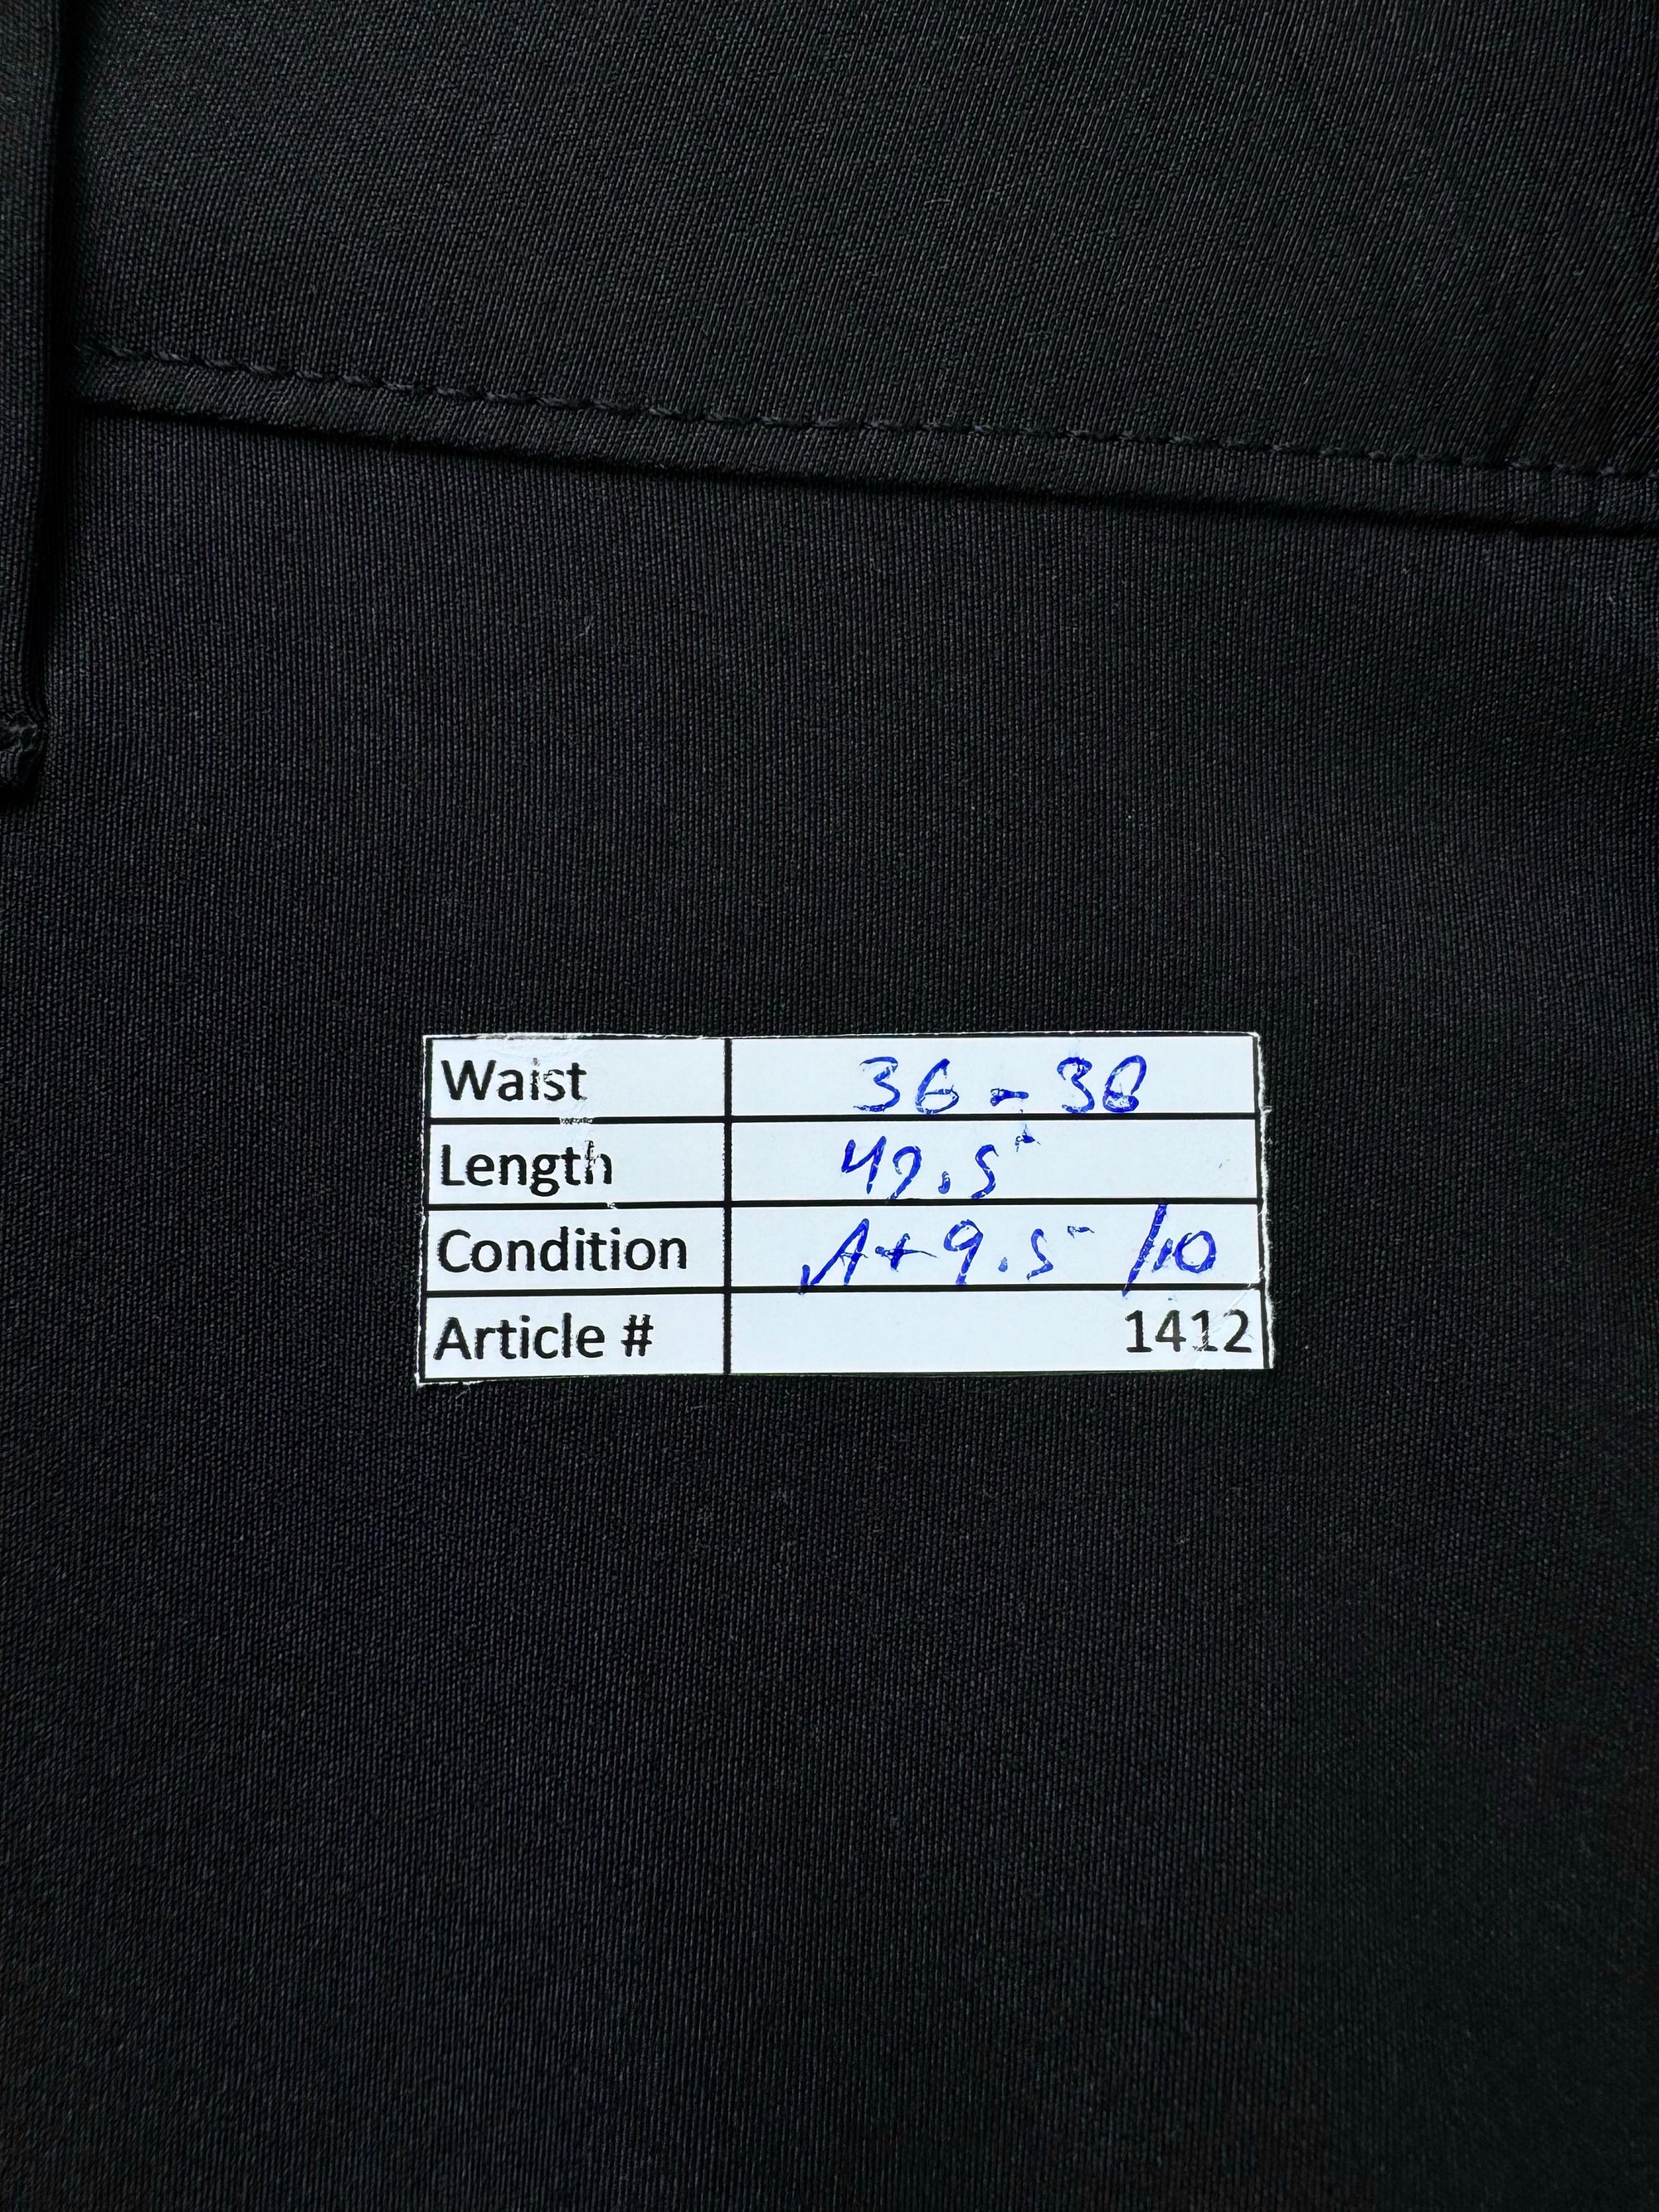 Waist 36 - 38
Length 42.5
Condition A+ 9.5 /10
Article # 1412